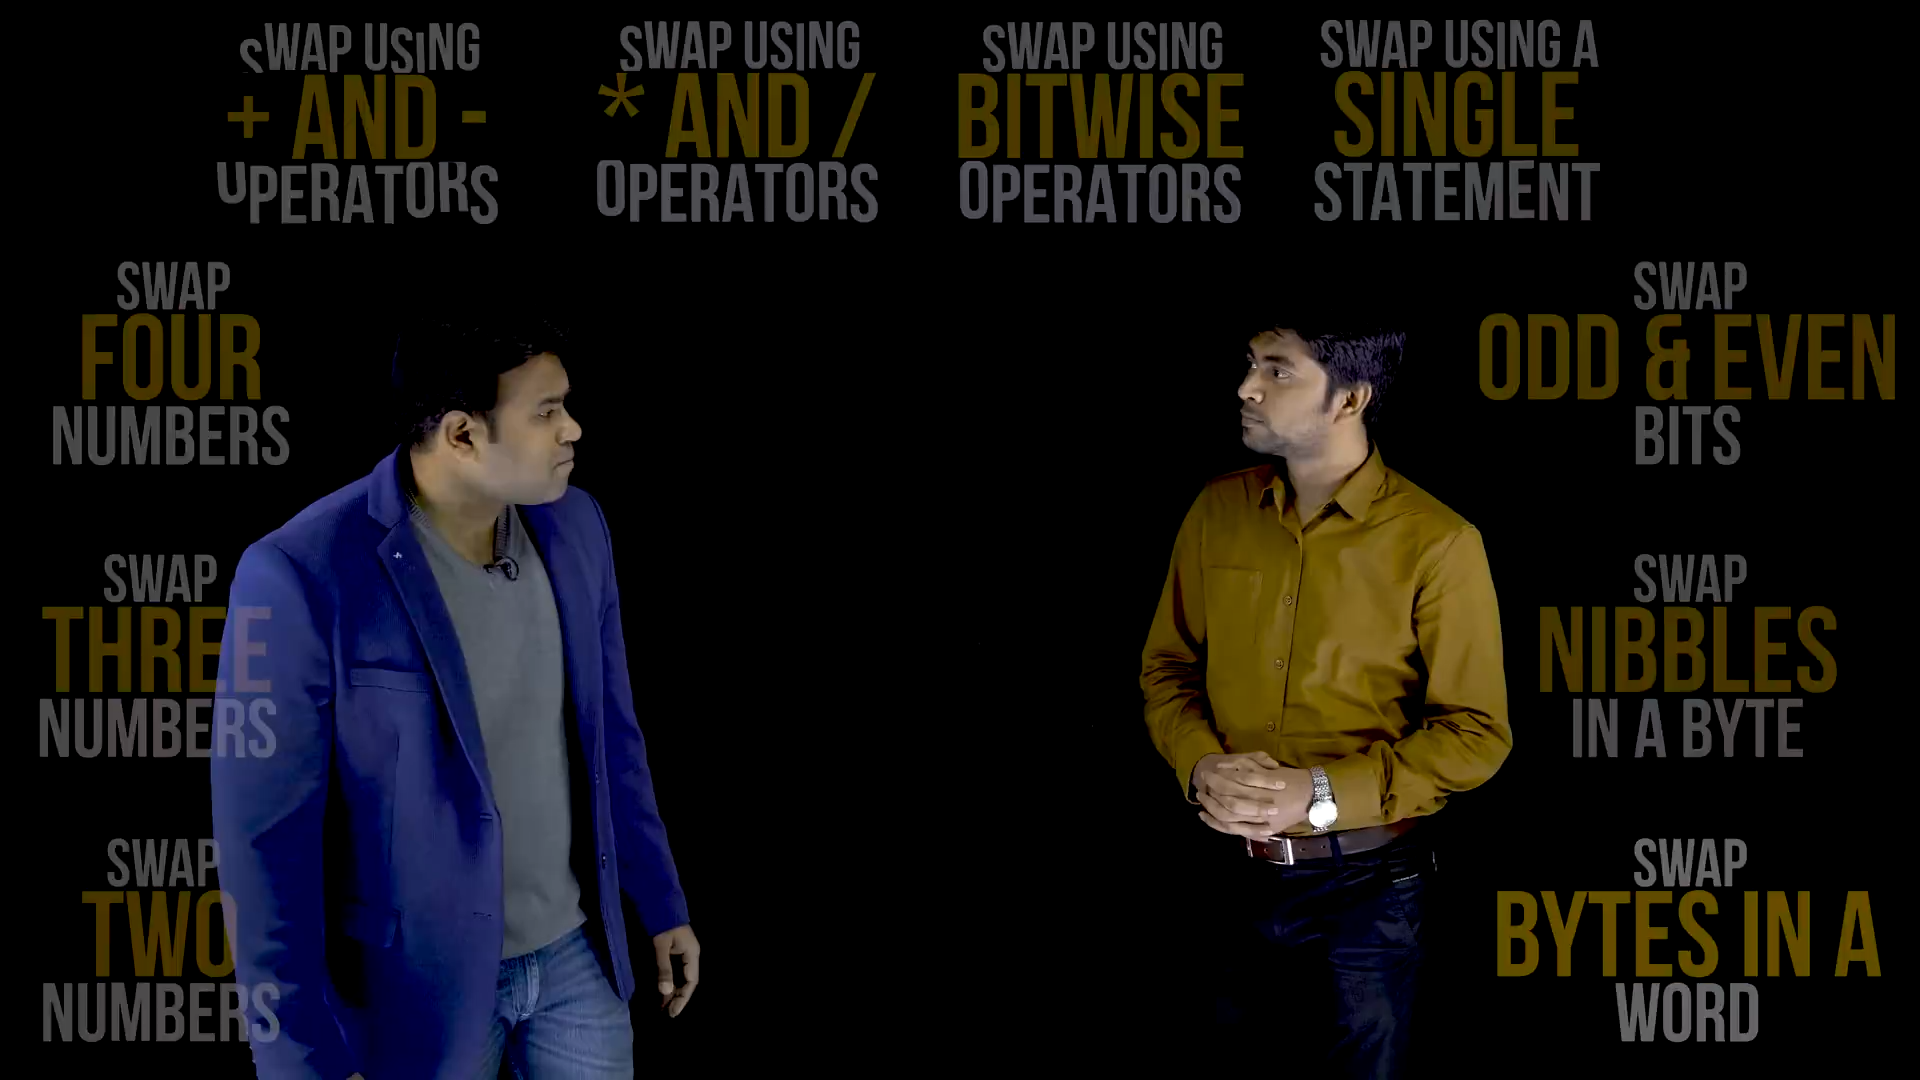 SWAP USING
+ AND -
OPERATORS
SWAP USING
* AND /
OPERATORS
SWAP USING
BITWISE
OPERATORS
SWAP USING A
SINGLE
STATEMENT
SWAP
FOUR
NUMBERS
SWAP
ODD & EVEN
BITS
SWAP
THREE
NUMBERS
SWAP
NIBBLES
IN A BYTE
SWAP
TWO
NUMBERS
SWAP
BYTES IN A
WORD